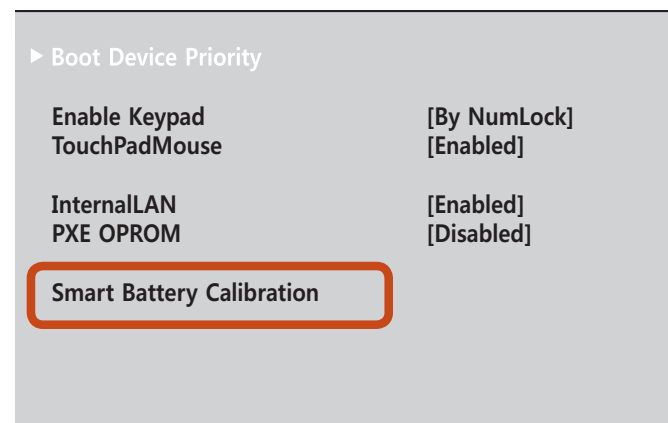 ▶ Boot Device Priority
Enable Keypad [By NumLock]
TouchPadMouse [Enabled]
InternalLAN [Enabled]
PXE OPROM [Disabled]
Smart Battery Calibration